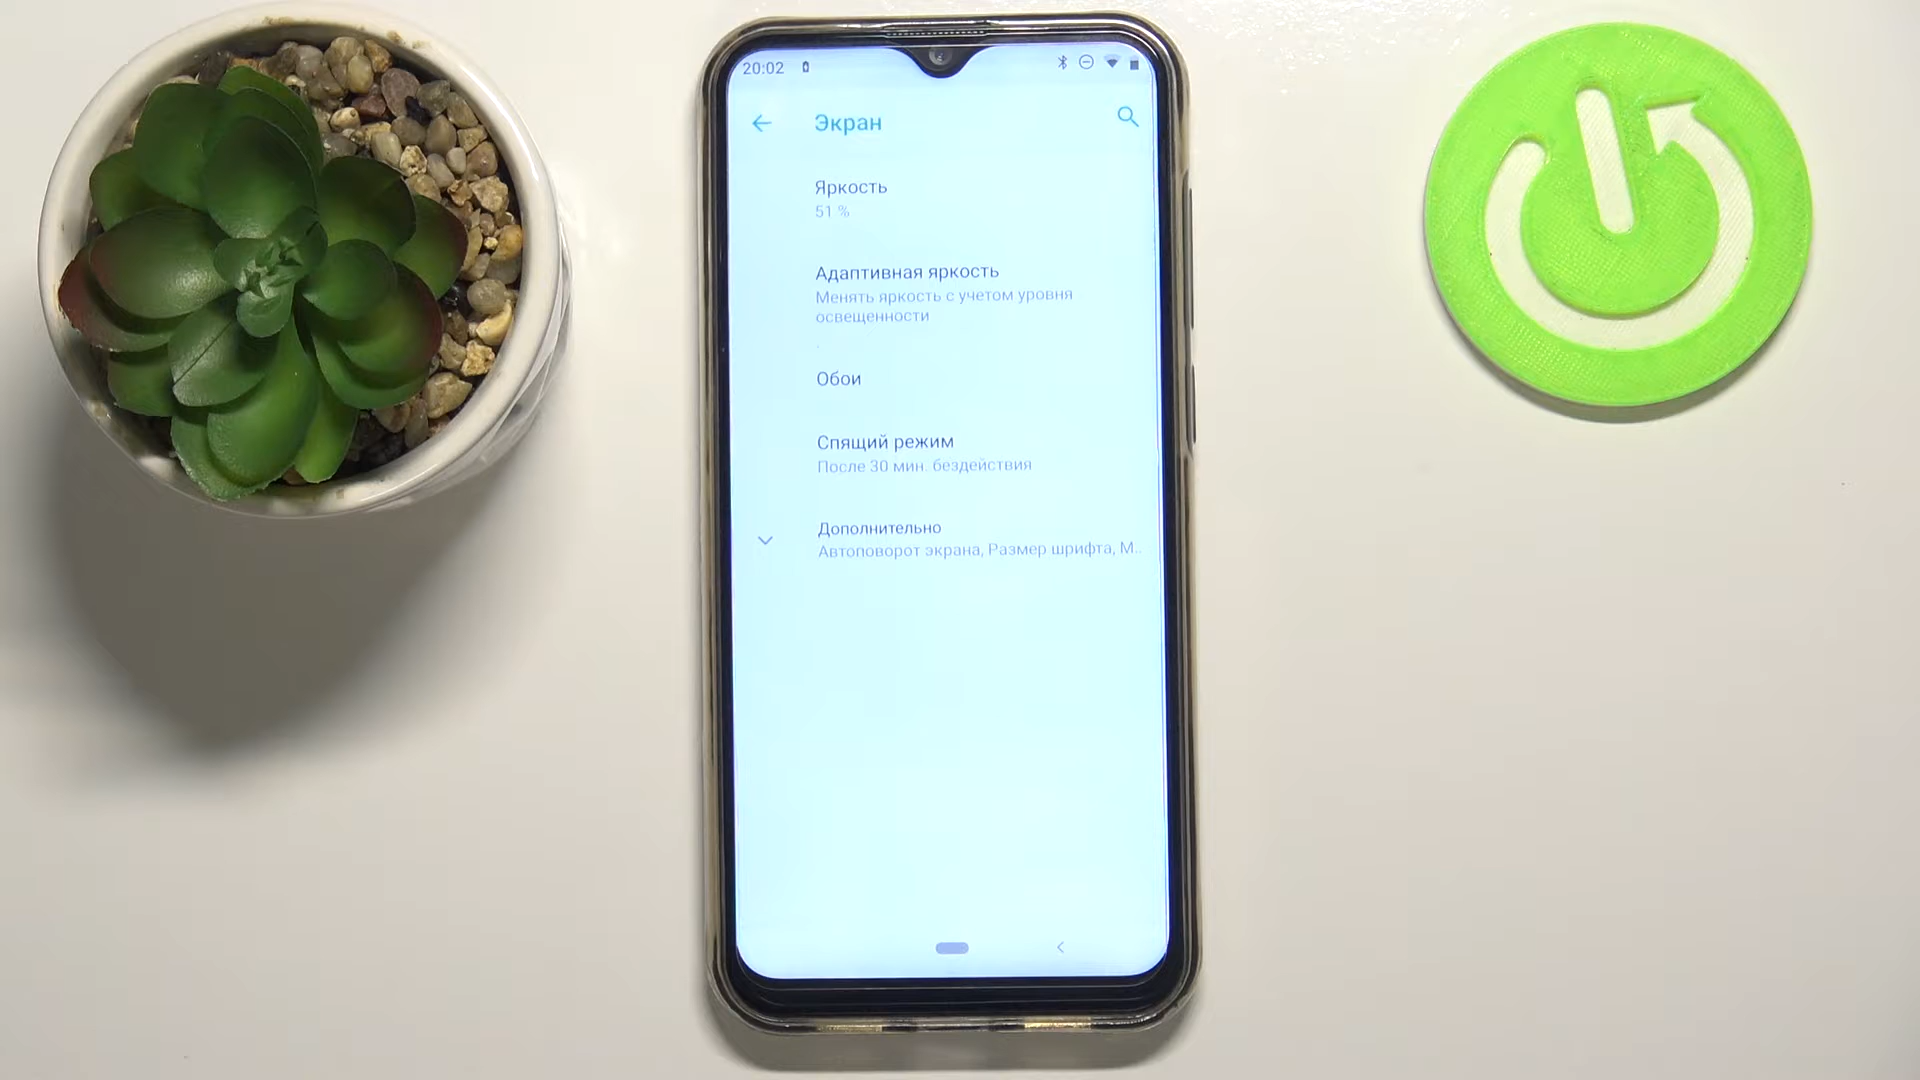 20:02
Экран
Яркость
51 %
Адаптивная яркость
Менять яркость с учетом уровня
освещенности
Обои
Спящий режим
После 30 мин. бездействия
Дополнительно
Автоповорот экрана, Размер шрифта, М..